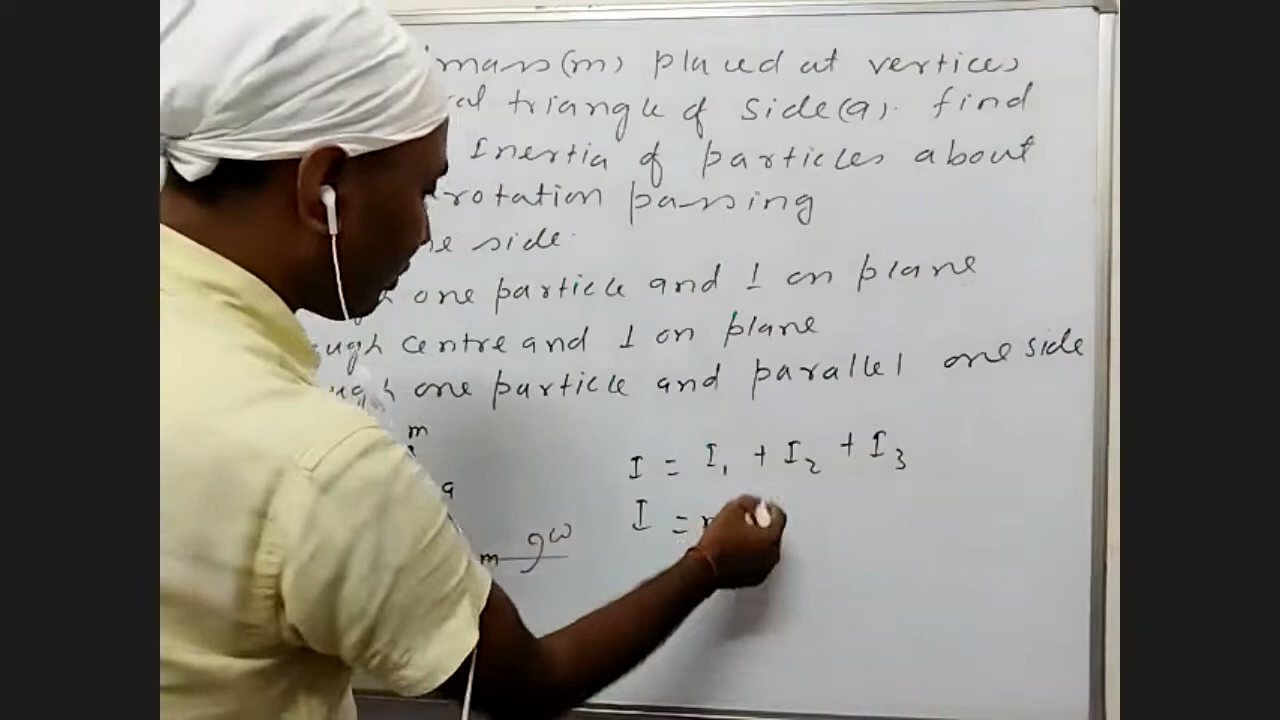 mass(m) placed at vertices
triangle of side(a). find
Inertia of particles about
rotation passing
side.
one particle and ⊥ on plane
centre and ⊥ on plane
one particle and parallel one side
m
a
m ω
I = I₁ + I₂ + I₃
I =